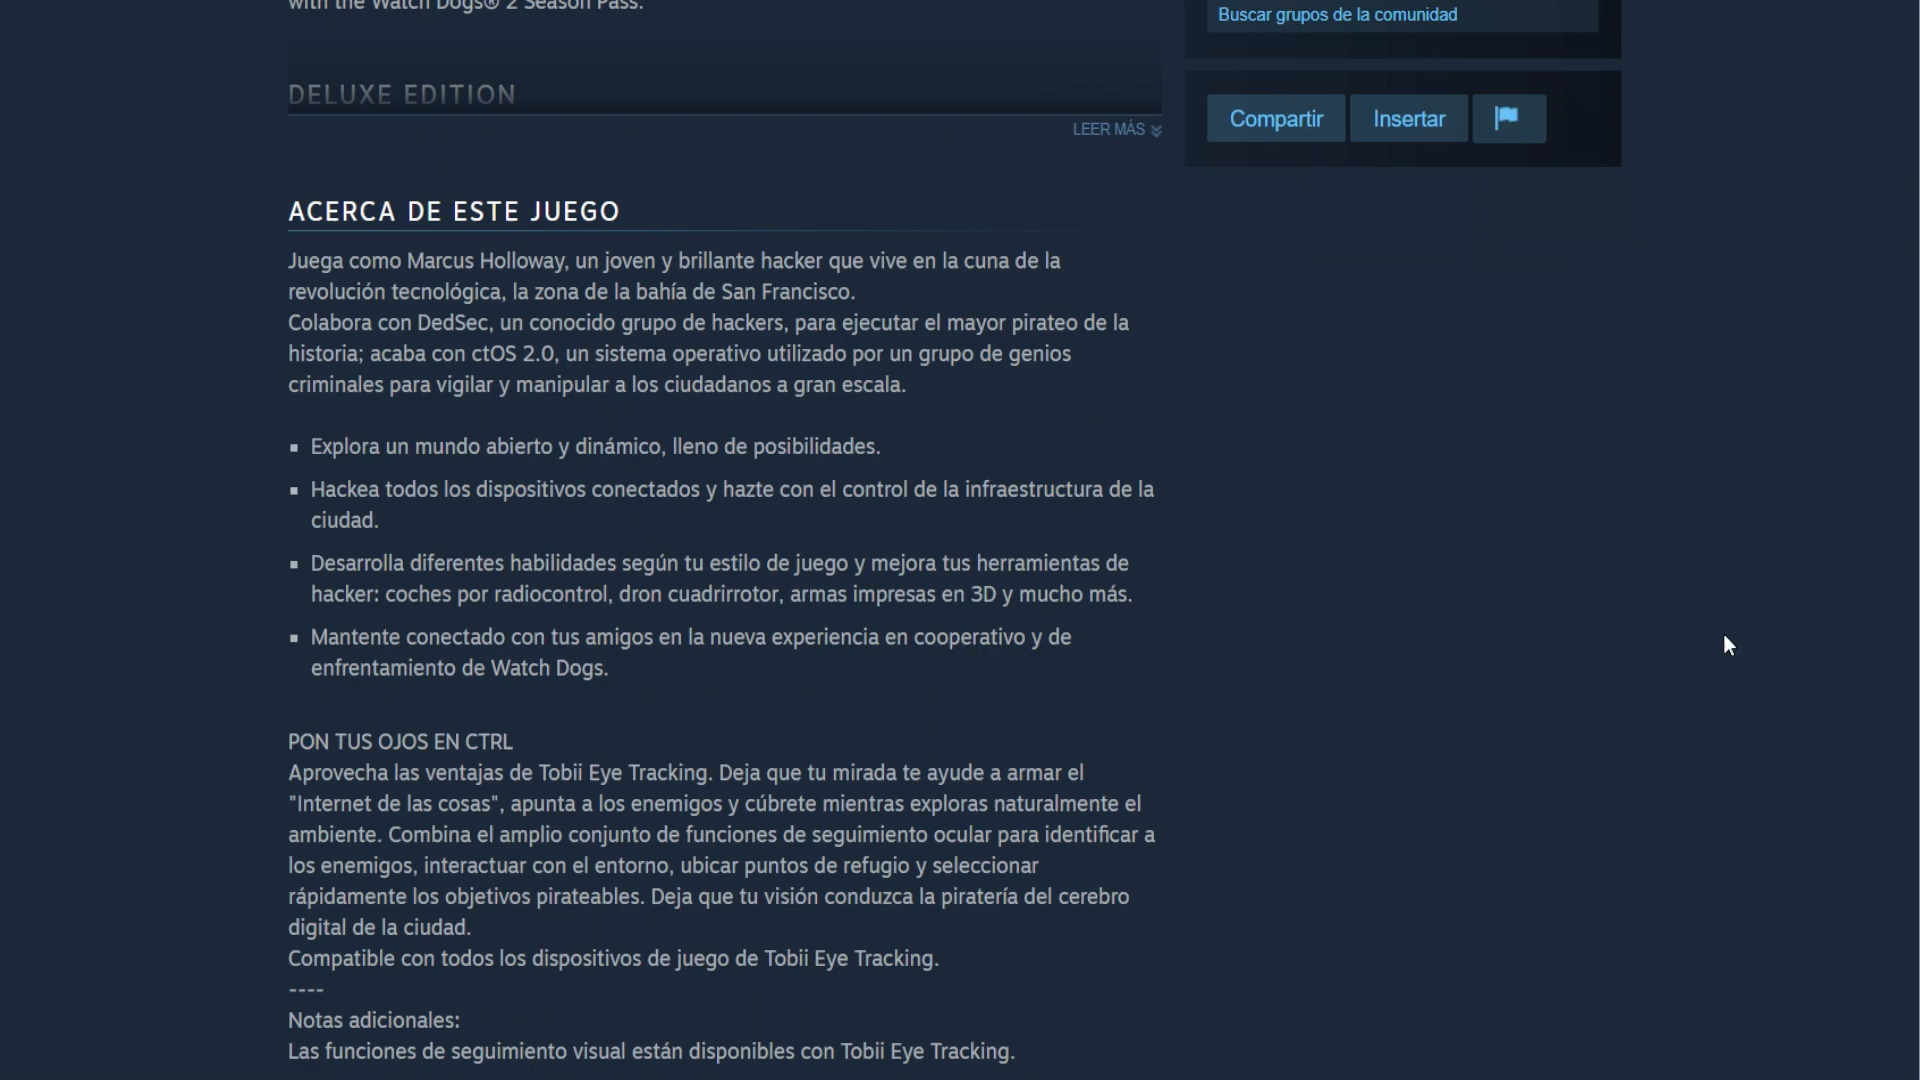 with the Watch Dogs® 2 Season Pass.
DELUXE EDITION
LEER MÁS
Buscar grupos de la comunidad
Compartir
Insertar
ACERCA DE ESTE JUEGO
Juega como Marcus Holloway, un joven y brillante hacker que vive en la cuna de la
revolución tecnológica, la zona de la bahía de San Francisco.
Colabora con DedSec, un conocido grupo de hackers, para ejecutar el mayor pirateo de la
historia; acaba con ctOS 2.0, un sistema operativo utilizado por un grupo de genios
criminales para vigilar y manipular a los ciudadanos a gran escala.
Explora un mundo abierto y dinámico, lleno de posibilidades.
Hackea todos los dispositivos conectados y hazte con el control de la infraestructura de la
ciudad.
Desarrolla diferentes habilidades según tu estilo de juego y mejora tus herramientas de
hacker: coches por radiocontrol, dron cuadrirrotor, armas impresas en 3D y mucho más.
Mantente conectado con tus amigos en la nueva experiencia en cooperativo y de
enfrentamiento de Watch Dogs.
PON TUS OJOS EN CTRL
Aprovecha las ventajas de Tobii Eye Tracking. Deja que tu mirada te ayude a armar el
"Internet de las cosas", apunta a los enemigos y cúbrete mientras exploras naturalmente el
ambiente. Combina el amplio conjunto de funciones de seguimiento ocular para identificar a
los enemigos, interactuar con el entorno, ubicar puntos de refugio y seleccionar
rápidamente los objetivos pirateables. Deja que tu visión conduzca la piratería del cerebro
digital de la ciudad.
Compatible con todos los dispositivos de juego de Tobii Eye Tracking.
----
Notas adicionales:
Las funciones de seguimiento visual están disponibles con Tobii Eye Tracking.